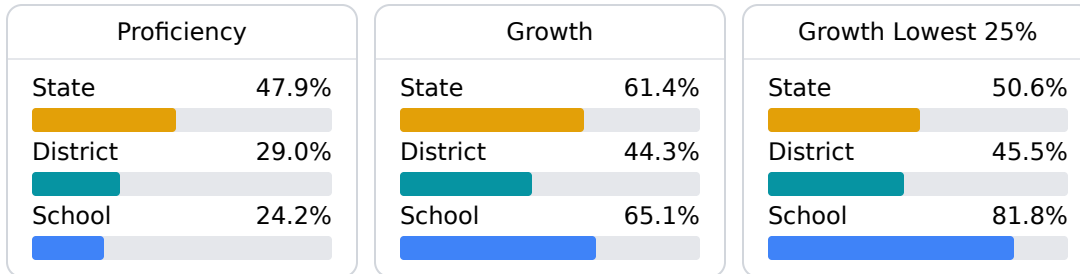 Proficiency
State 47.9%
District 29.0%
School 24.2%
Growth
State 61.4%
District 44.3%
School 65.1%
Growth Lowest 25%
State 50.6%
District 45.5%
School 81.8%